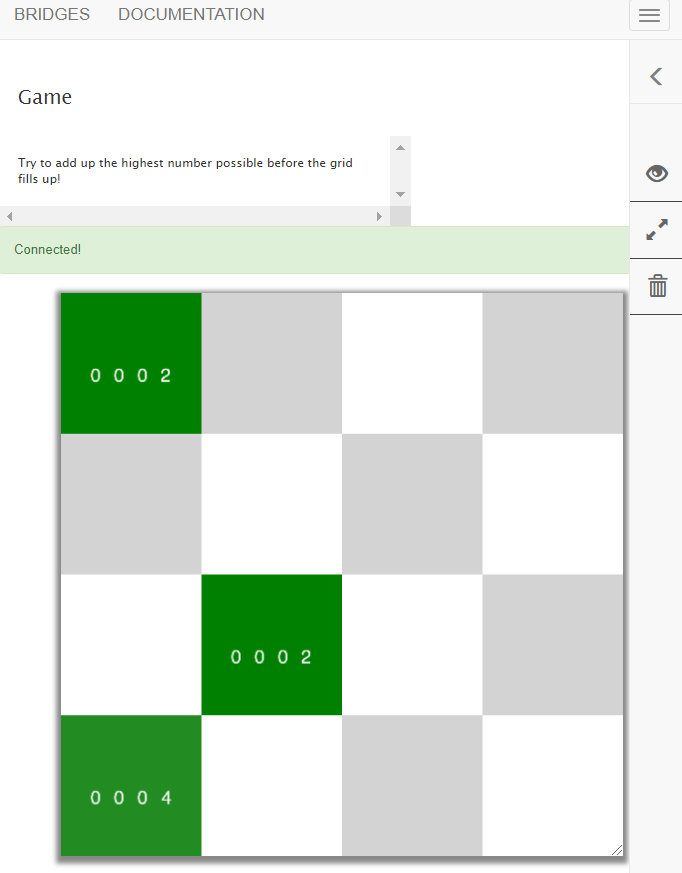 BRIDGES DOCUMENTATION
Game
Try to add up the highest number possible before the grid
fills up!
Connected!
0 0 0 2
0 0 0 2
0 0 0 4